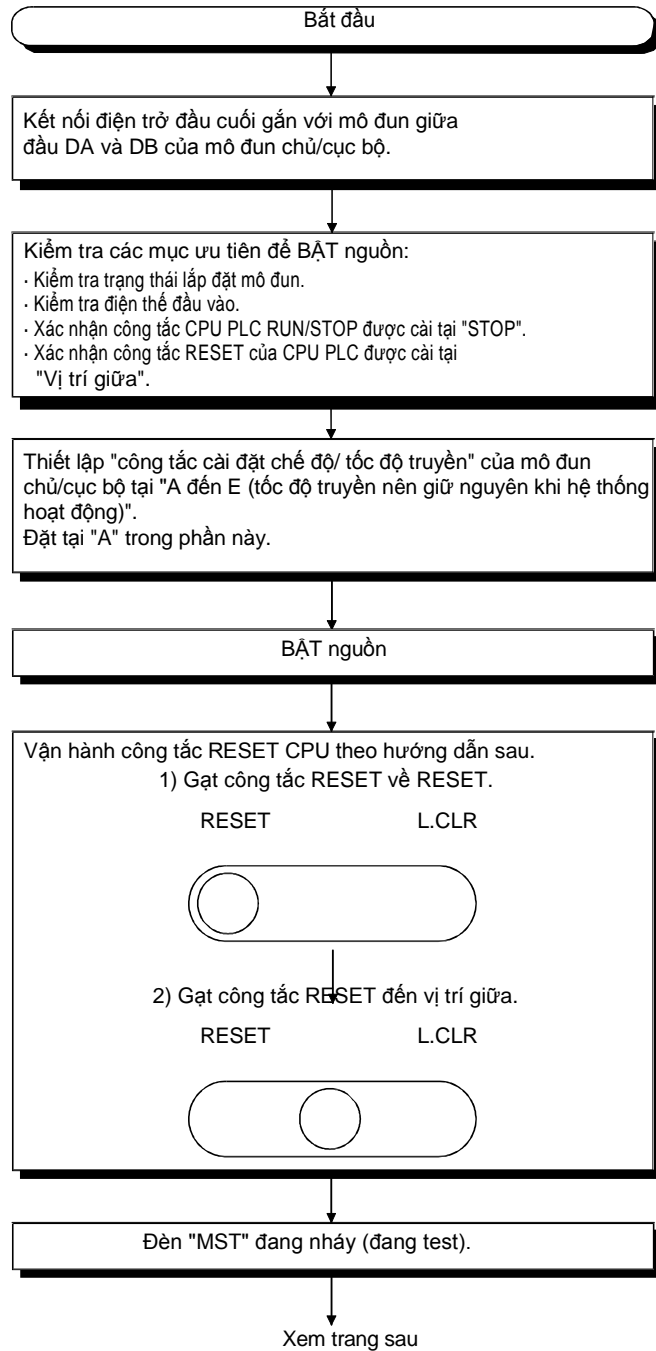 Bắt đầu
Kết nối điện trở đầu cuối gắn với mô đun giữa
đầu DA và DB của mô đun chủ/cục bộ.
Kiểm tra các mục ưu tiên để BẬT nguồn:
· Kiểm tra trạng thái lắp đặt mô đun.
· Kiểm tra điện thế đầu vào.
· Xác nhận công tắc CPU PLC RUN/STOP được cài tại "STOP".
· Xác nhận công tắc RESET của CPU PLC được cài tại
"Vị trí giữa".
Thiết lập "công tắc cài đặt chế độ/ tốc độ truyền" của mô đun
chủ/cục bộ tại "A đến E (tốc độ truyền nên giữ nguyên khi hệ thống
hoạt động)".
Đặt tại "A" trong phần này.
BẬT nguồn
Vận hành công tắc RESET CPU theo hướng dẫn sau.
1) Gạt công tắc RESET về RESET.
RESET L.CLR
2) Gạt công tắc RESET đến vị trí giữa.
RESET L.CLR
Đèn "MST" đang nháy (đang test).
Xem trang sau